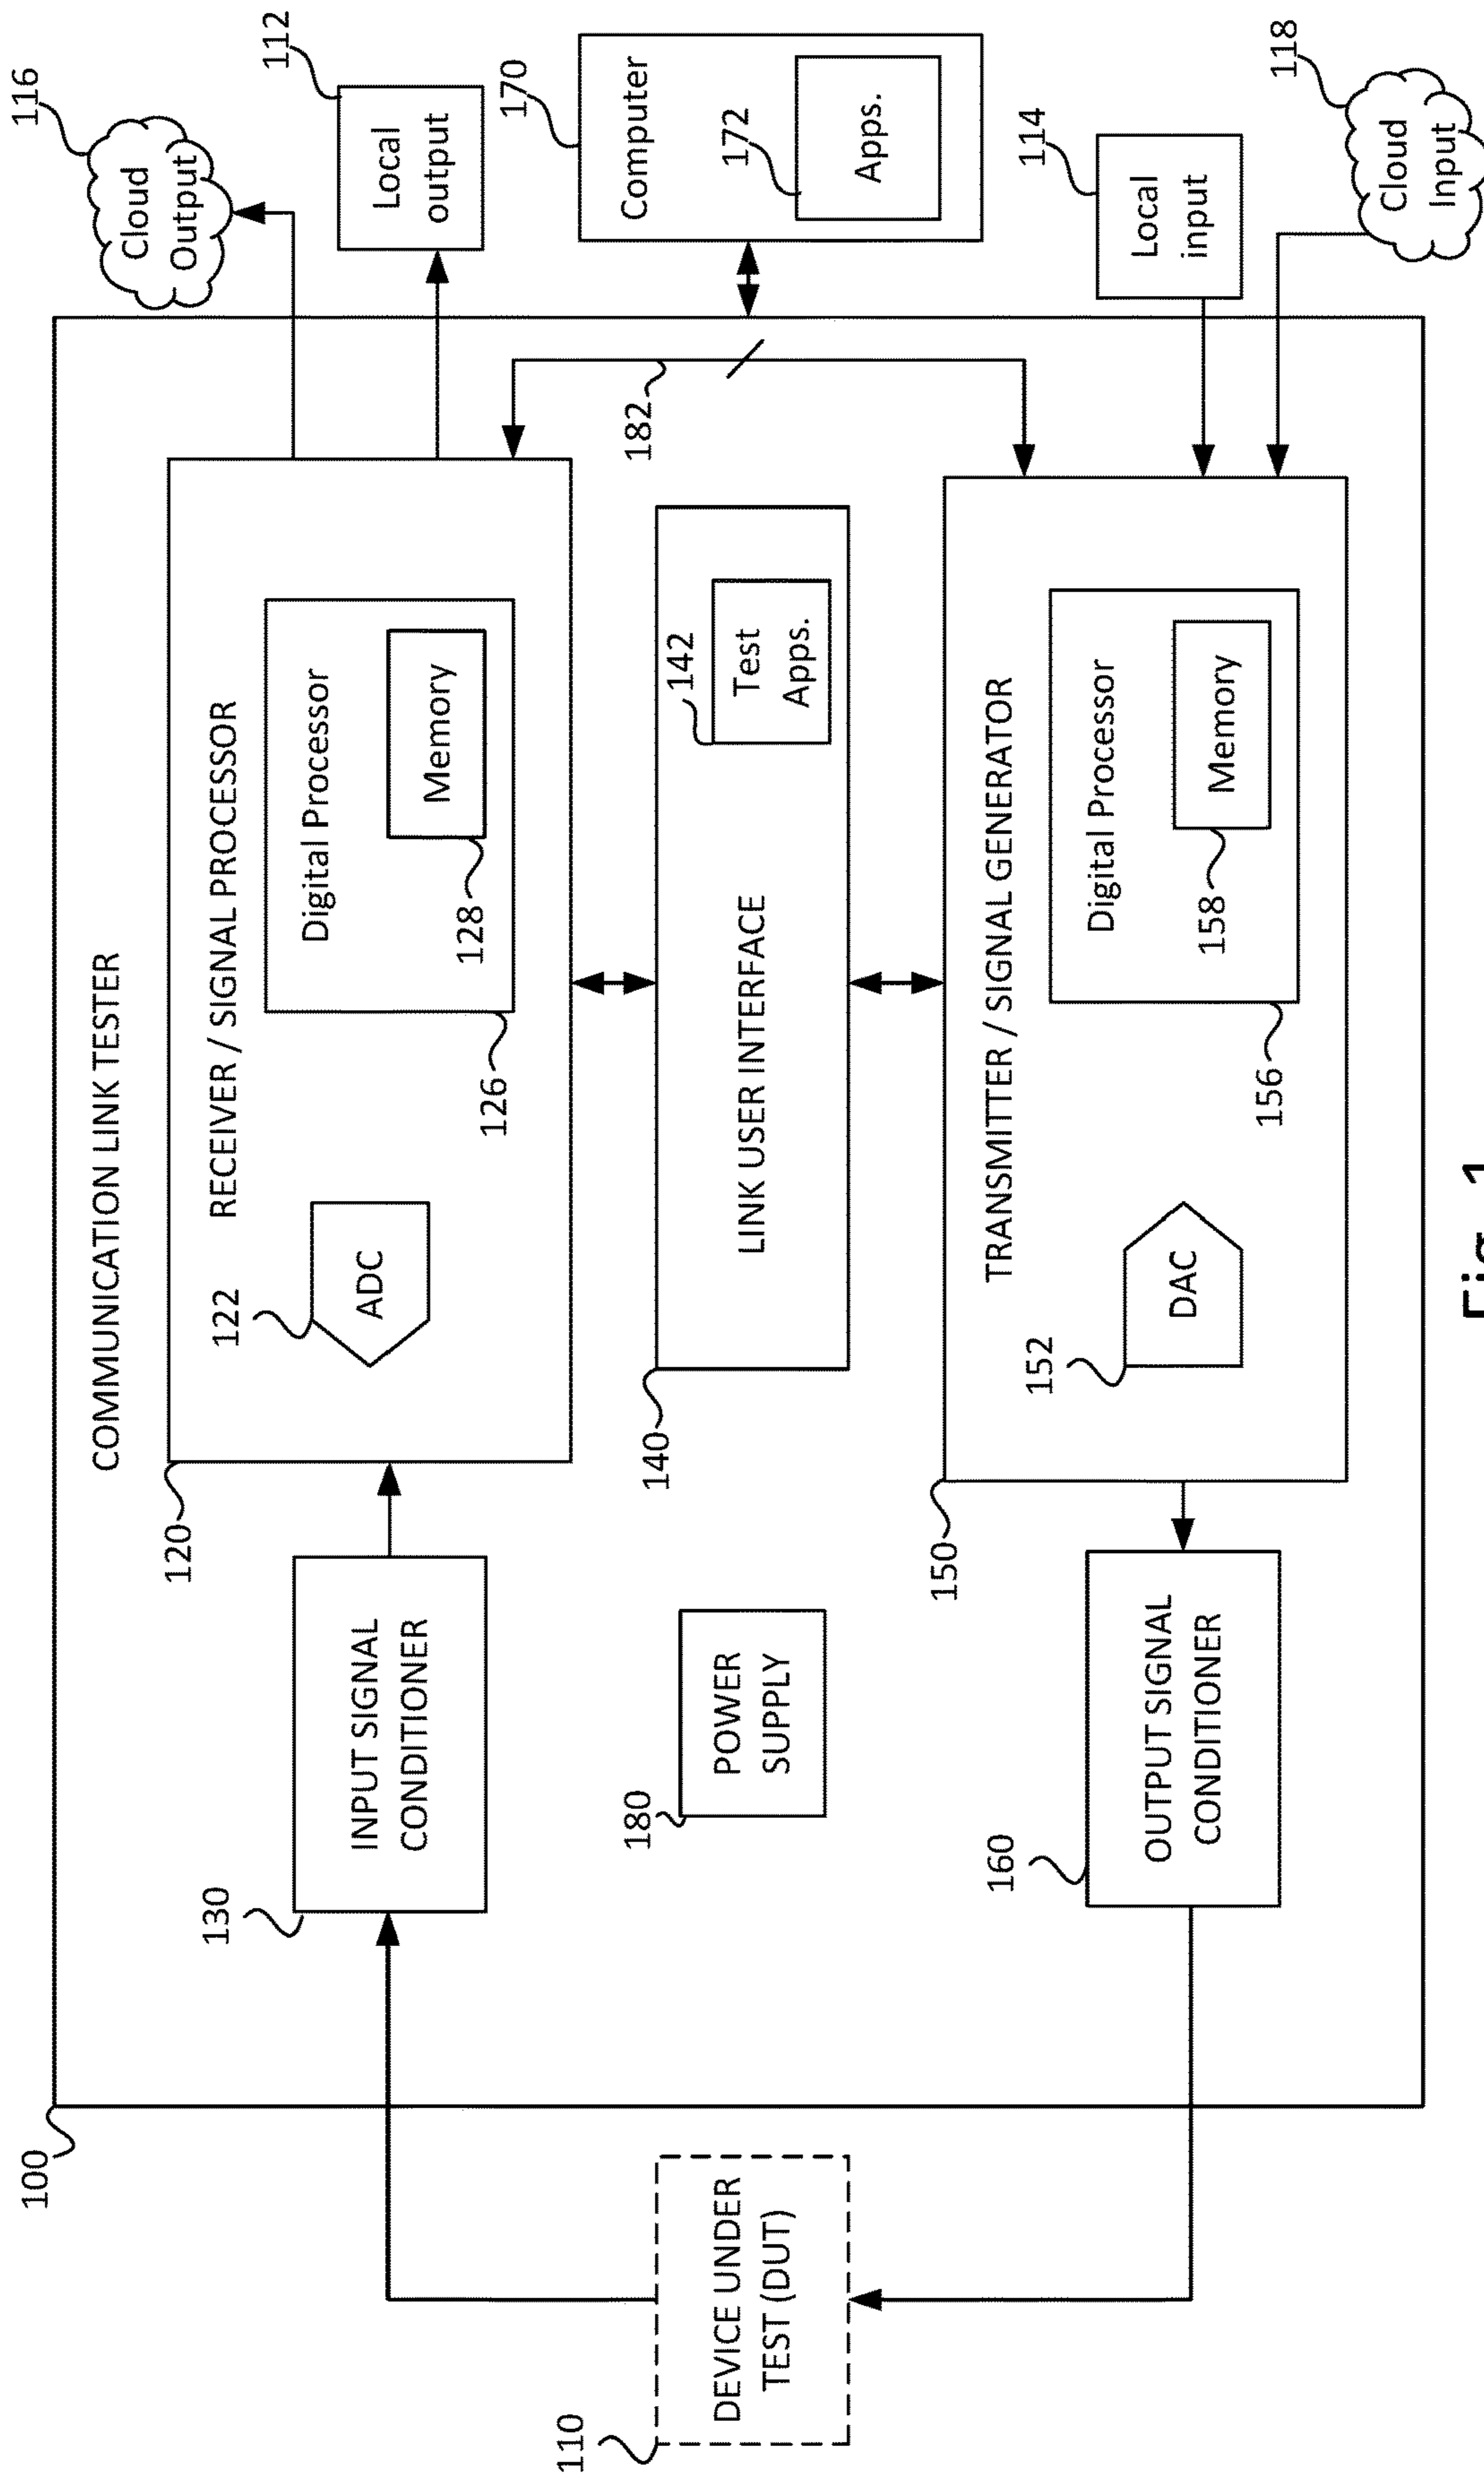 100
COMMUNICATION LINK TESTER
116
Cloud
Output
112
Local
output
170
Computer
172
Apps.
114
Local
input
118
Cloud
Input
120
RECEIVER / SIGNAL PROCESSOR
122
ADC
Digital Processor
Memory
128
126
130
INPUT SIGNAL
CONDITIONER
182
140
LINK USER INTERFACE
142
Test
Apps.
180
POWER
SUPPLY
110
DEVICE UNDER
TEST (DUT)
150
TRANSMITTER / SIGNAL GENERATOR
152
DAC
Digital Processor
Memory
158
156
160
OUTPUT SIGNAL
CONDITIONER
Fig. 1